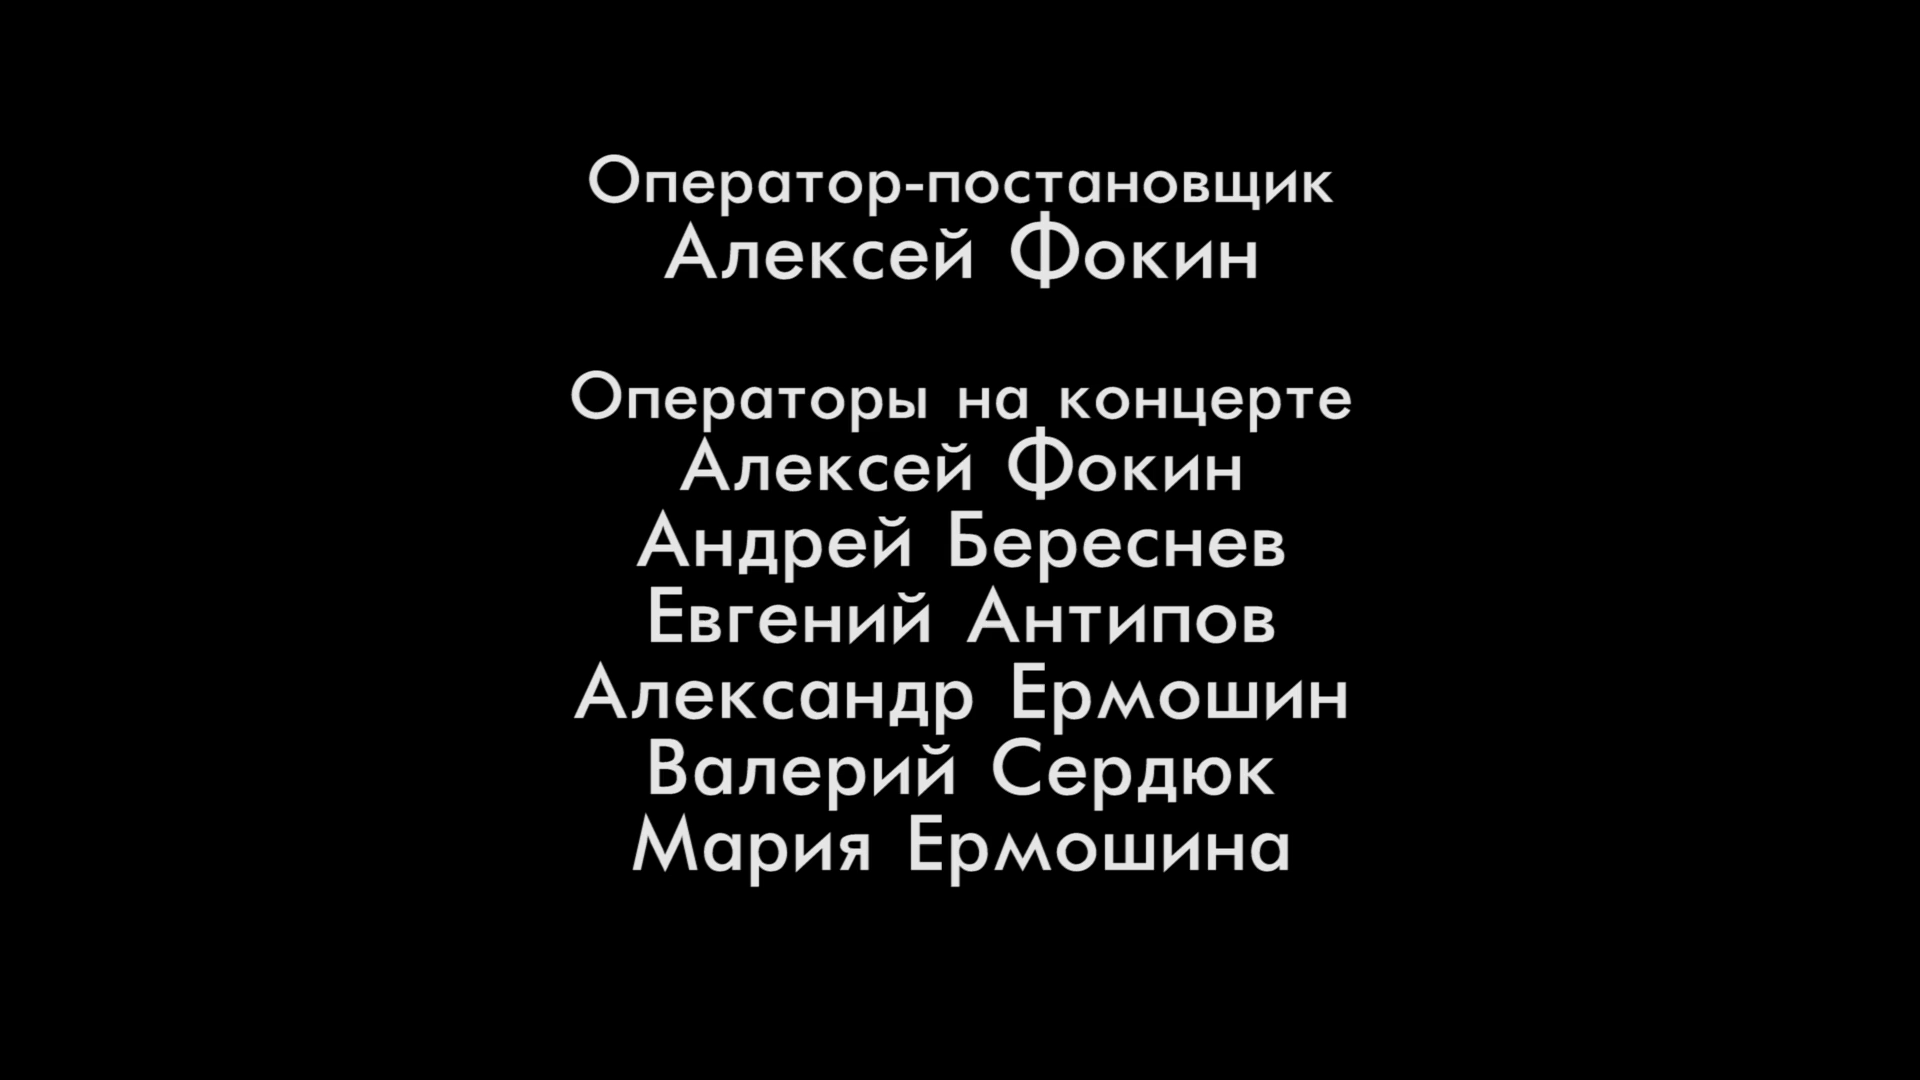 Оператор-постановщик
Алексей Фокин
Операторы на концерте
Алексей Фокин
Андрей Береснев
Евгений Антипов
Александр Ермошин
Валерий Сердюк
Мария Ермошина